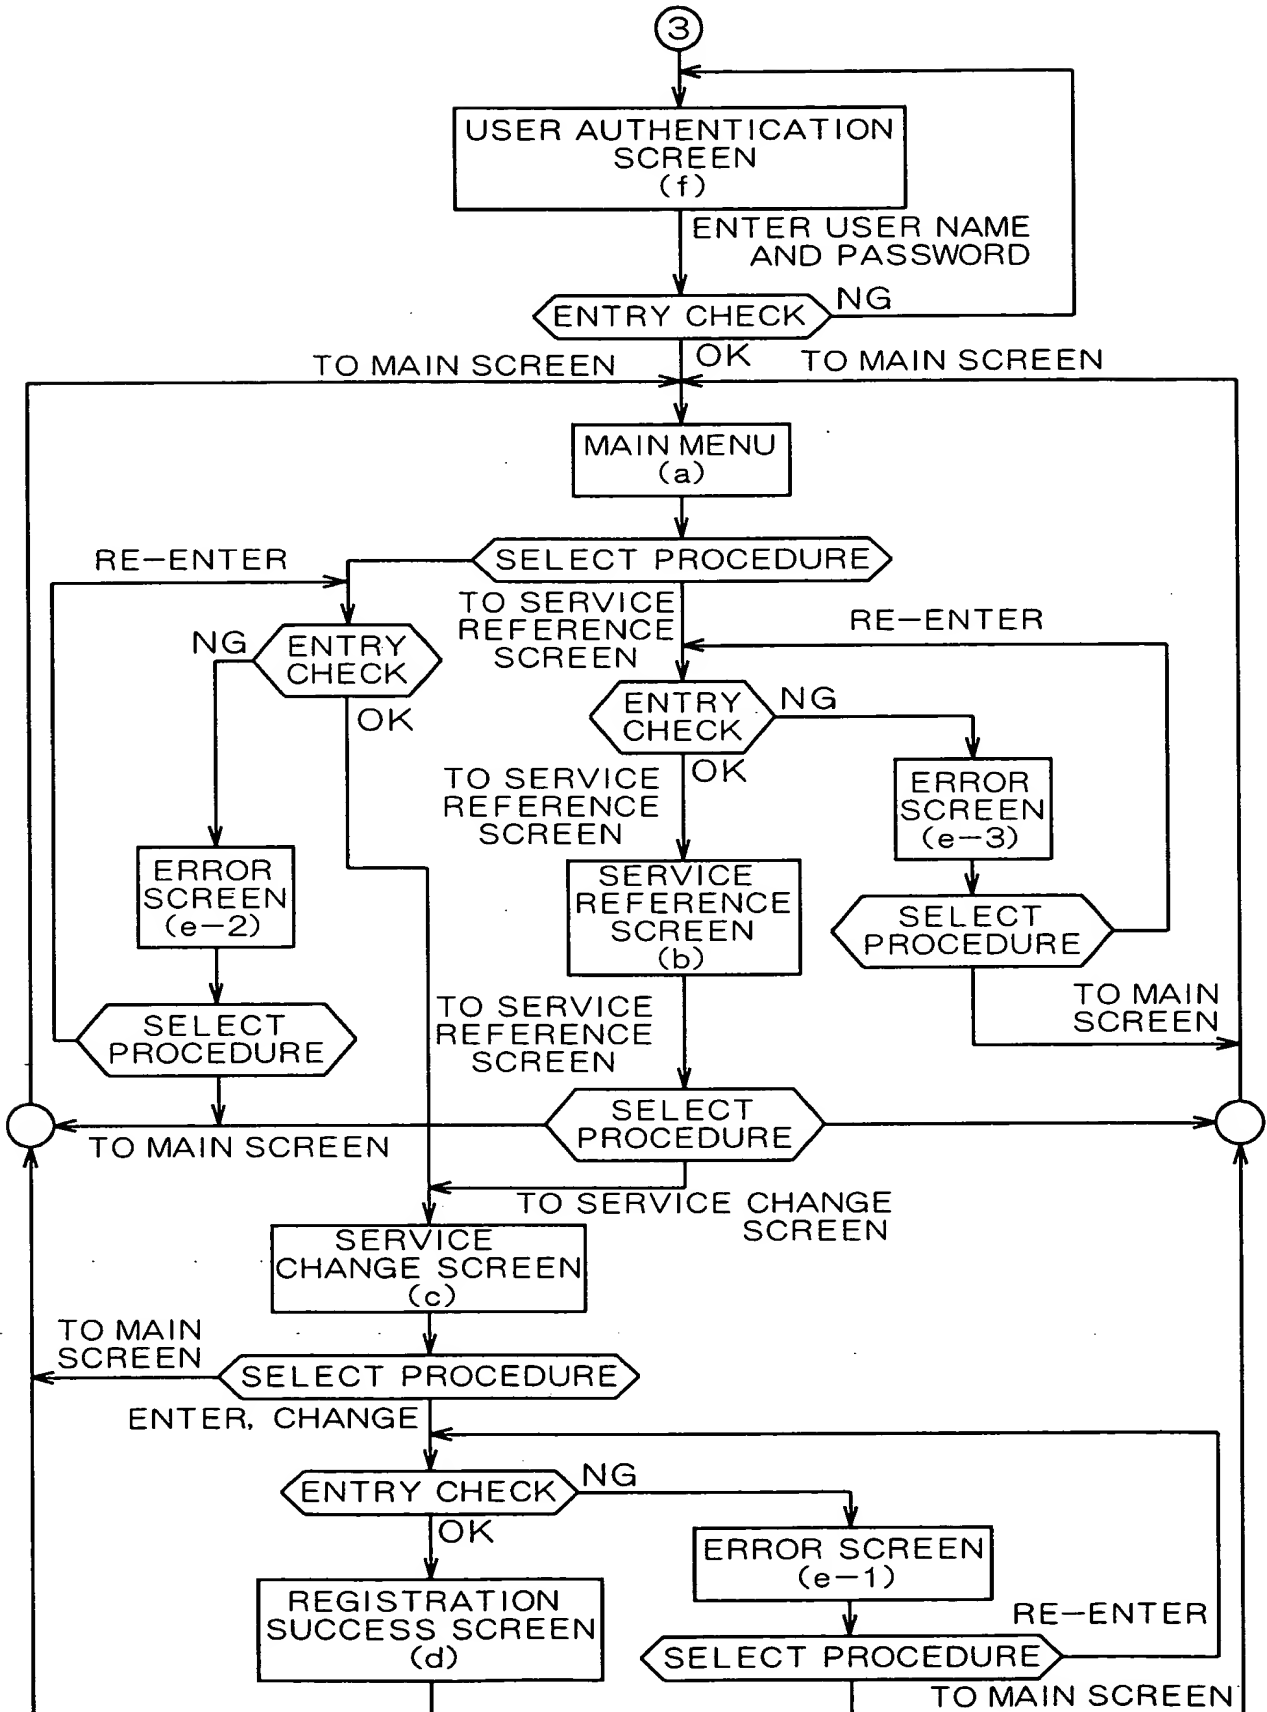 3
USER AUTHENTICATION
SCREEN
(f)
ENTER USER NAME
AND PASSWORD
ENTRY CHECK
NG
OK
TO MAIN SCREEN
TO MAIN SCREEN
MAIN MENU
(a)
SELECT PROCEDURE
RE-ENTER
TO SERVICE
REFERENCE
SCREEN
RE-ENTER
NG
ENTRY
CHECK
OK
ENTRY
CHECK
NG
OK
TO SERVICE
REFERENCE
SCREEN
ERROR
SCREEN
(e-3)
ERROR
SCREEN
(e-2)
SERVICE
REFERENCE
SCREEN
(b)
SELECT
PROCEDURE
TO MAIN
SCREEN
SELECT
PROCEDURE
TO SERVICE
REFERENCE
SCREEN
SELECT
PROCEDURE
TO MAIN SCREEN
TO SERVICE CHANGE
SCREEN
SERVICE
CHANGE SCREEN
(c)
TO MAIN
SCREEN
SELECT PROCEDURE
ENTER, CHANGE
ENTRY CHECK
NG
OK
ERROR SCREEN
(e-1)
REGISTRATION
SUCCESS SCREEN
(d)
RE-ENTER
SELECT PROCEDURE
TO MAIN SCREEN